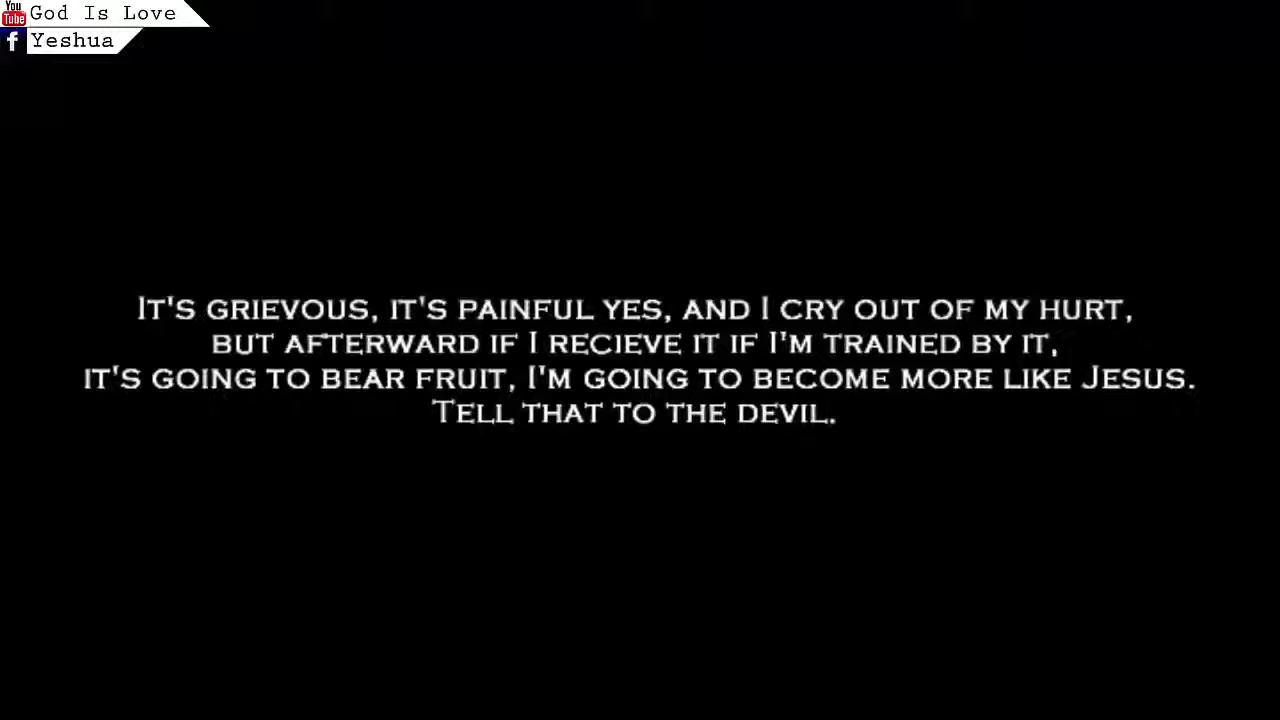 You
Tube
God Is Love
f
Yeshua
It's grievous, it's painful yes, and I cry out of my hurt,
but afterward if I recieve it if I'm trained by it,
it's going to bear fruit, I'm going to become more like Jesus.
Tell that to the devil.